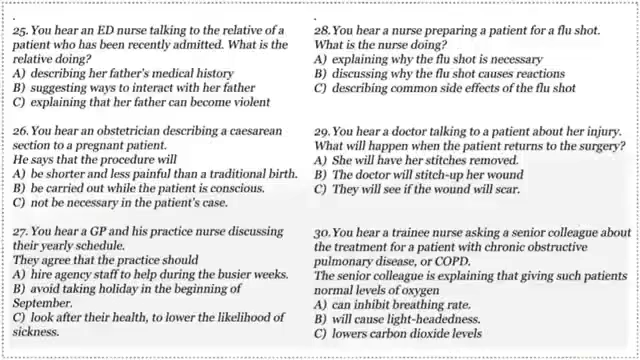 25. You hear an ED nurse talking to the relative of a
patient who has been recently admitted. What is the
relative doing?
A) describing her father's medical history
B) suggesting ways to interact with her father
C) explaining that her father can become violent
26. You hear an obstetrician describing a caesarean
section to a pregnant patient.
He says that the procedure will
A) be shorter and less painful than a traditional birth.
B) be carried out while the patient is conscious.
C) not be necessary in the patient's case.
27. You hear a GP and his practice nurse discussing
their yearly schedule.
They agree that the practice should
A) hire agency staff to help during the busier weeks.
B) avoid taking holiday in the beginning of
September.
C) look after their health, to lower the likelihood of
sickness.
28. You hear a nurse preparing a patient for a flu shot.
What is the nurse doing?
A) explaining why the flu shot is necessary
B) discussing why the flu shot causes reactions
C) describing common side effects of the flu shot
29. You hear a doctor talking to a patient about her injury.
What will happen when the patient returns to the surgery?
A) She will have her stitches removed.
B) The doctor will stitch-up her wound
C) They will see if the wound will scar.
30. You hear a trainee nurse asking a senior colleague about
the treatment for a patient with chronic obstructive
pulmonary disease, or COPD.
The senior colleague is explaining that giving such patients
normal levels of oxygen
A) can inhibit breathing rate.
B) will cause light-headedness.
C) lowers carbon dioxide levels